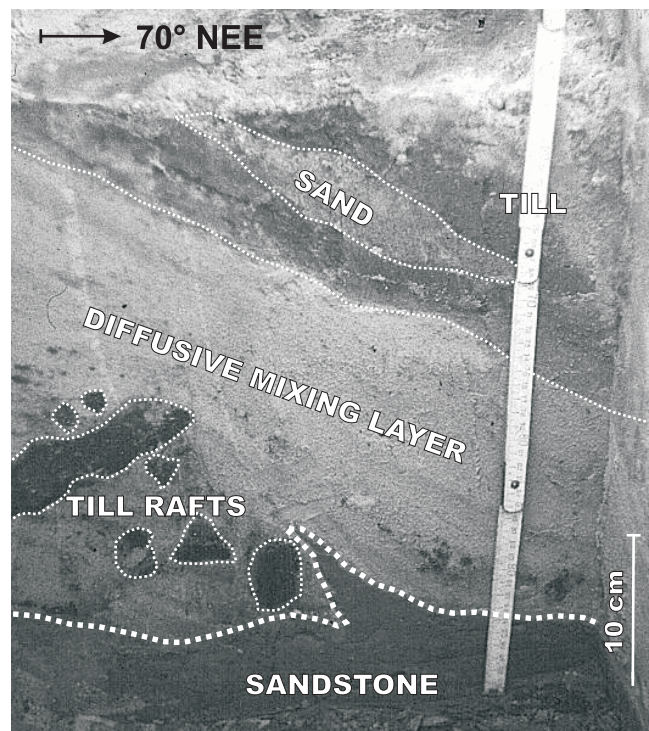 70° NEE
SAND
TILL
DIFFUSIVE MIXING LAYER
TILL RAFTS
10 cm
SANDSTONE